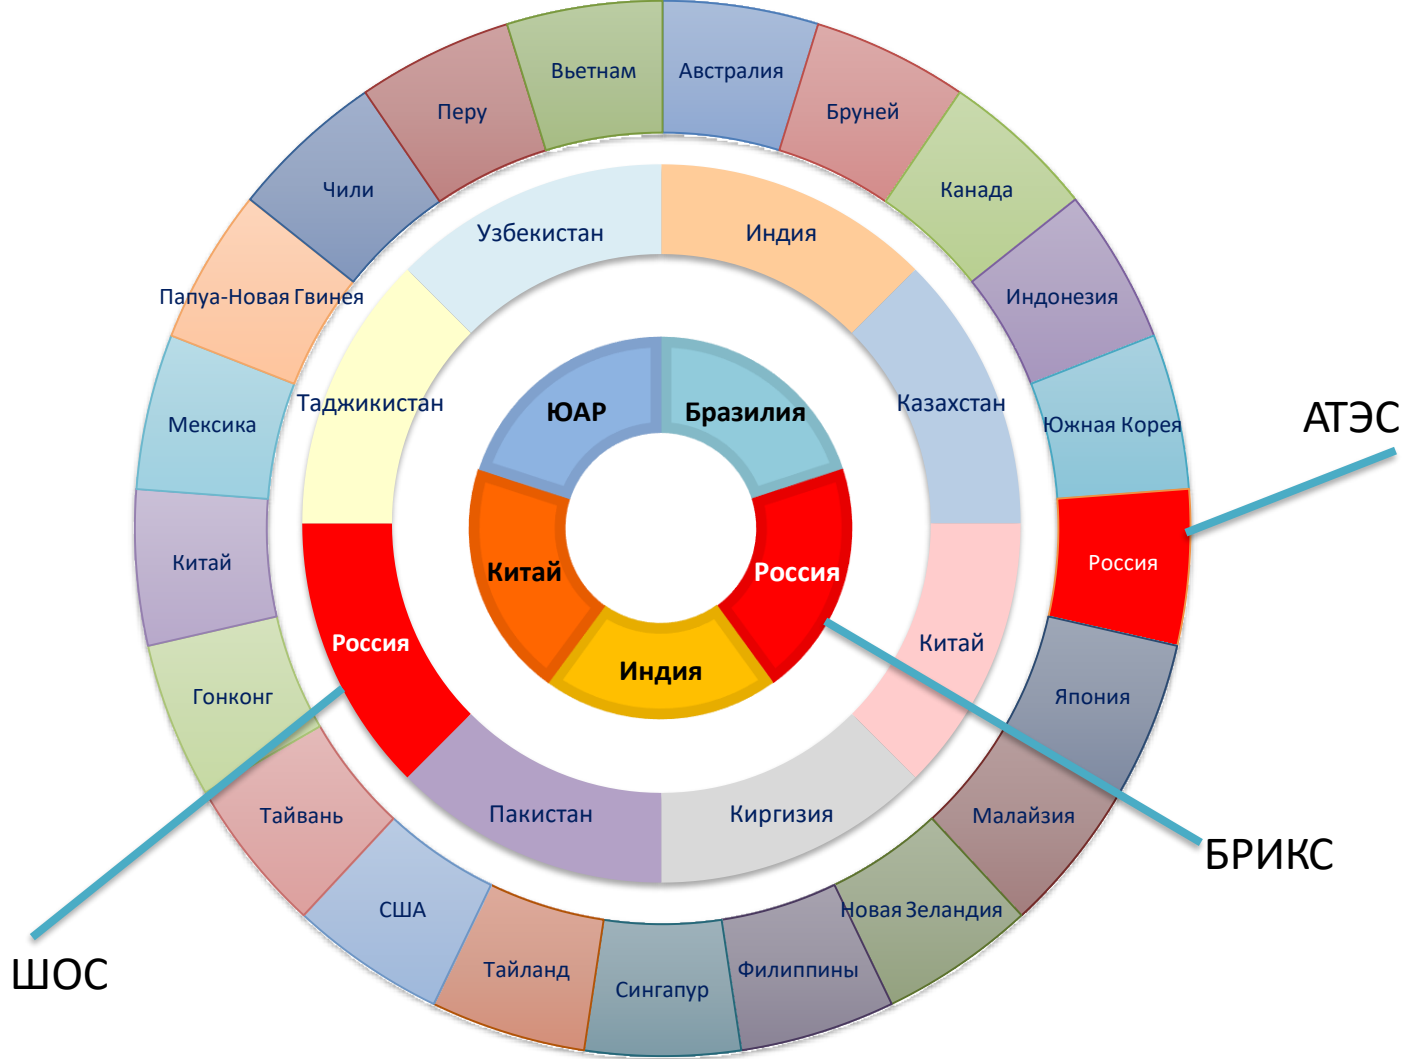 Вьетнам
Австралия
Бруней
Канада
Индонезия
Южная Корея
Россия
Япония
Малайзия
Новая Зеландия
Филиппины
Сингапур
Тайланд
США
Тайвань
Гонконг
Китай
Мексика
Папуа-Новая Гвинея
Чили
Перу
Узбекистан
Индия
Казахстан
Китай
Киргизия
Пакистан
Россия
Таджикистан
ЮАР
Бразилия
Россия
Индия
Китай
АТЭС
БРИКС
ШОС